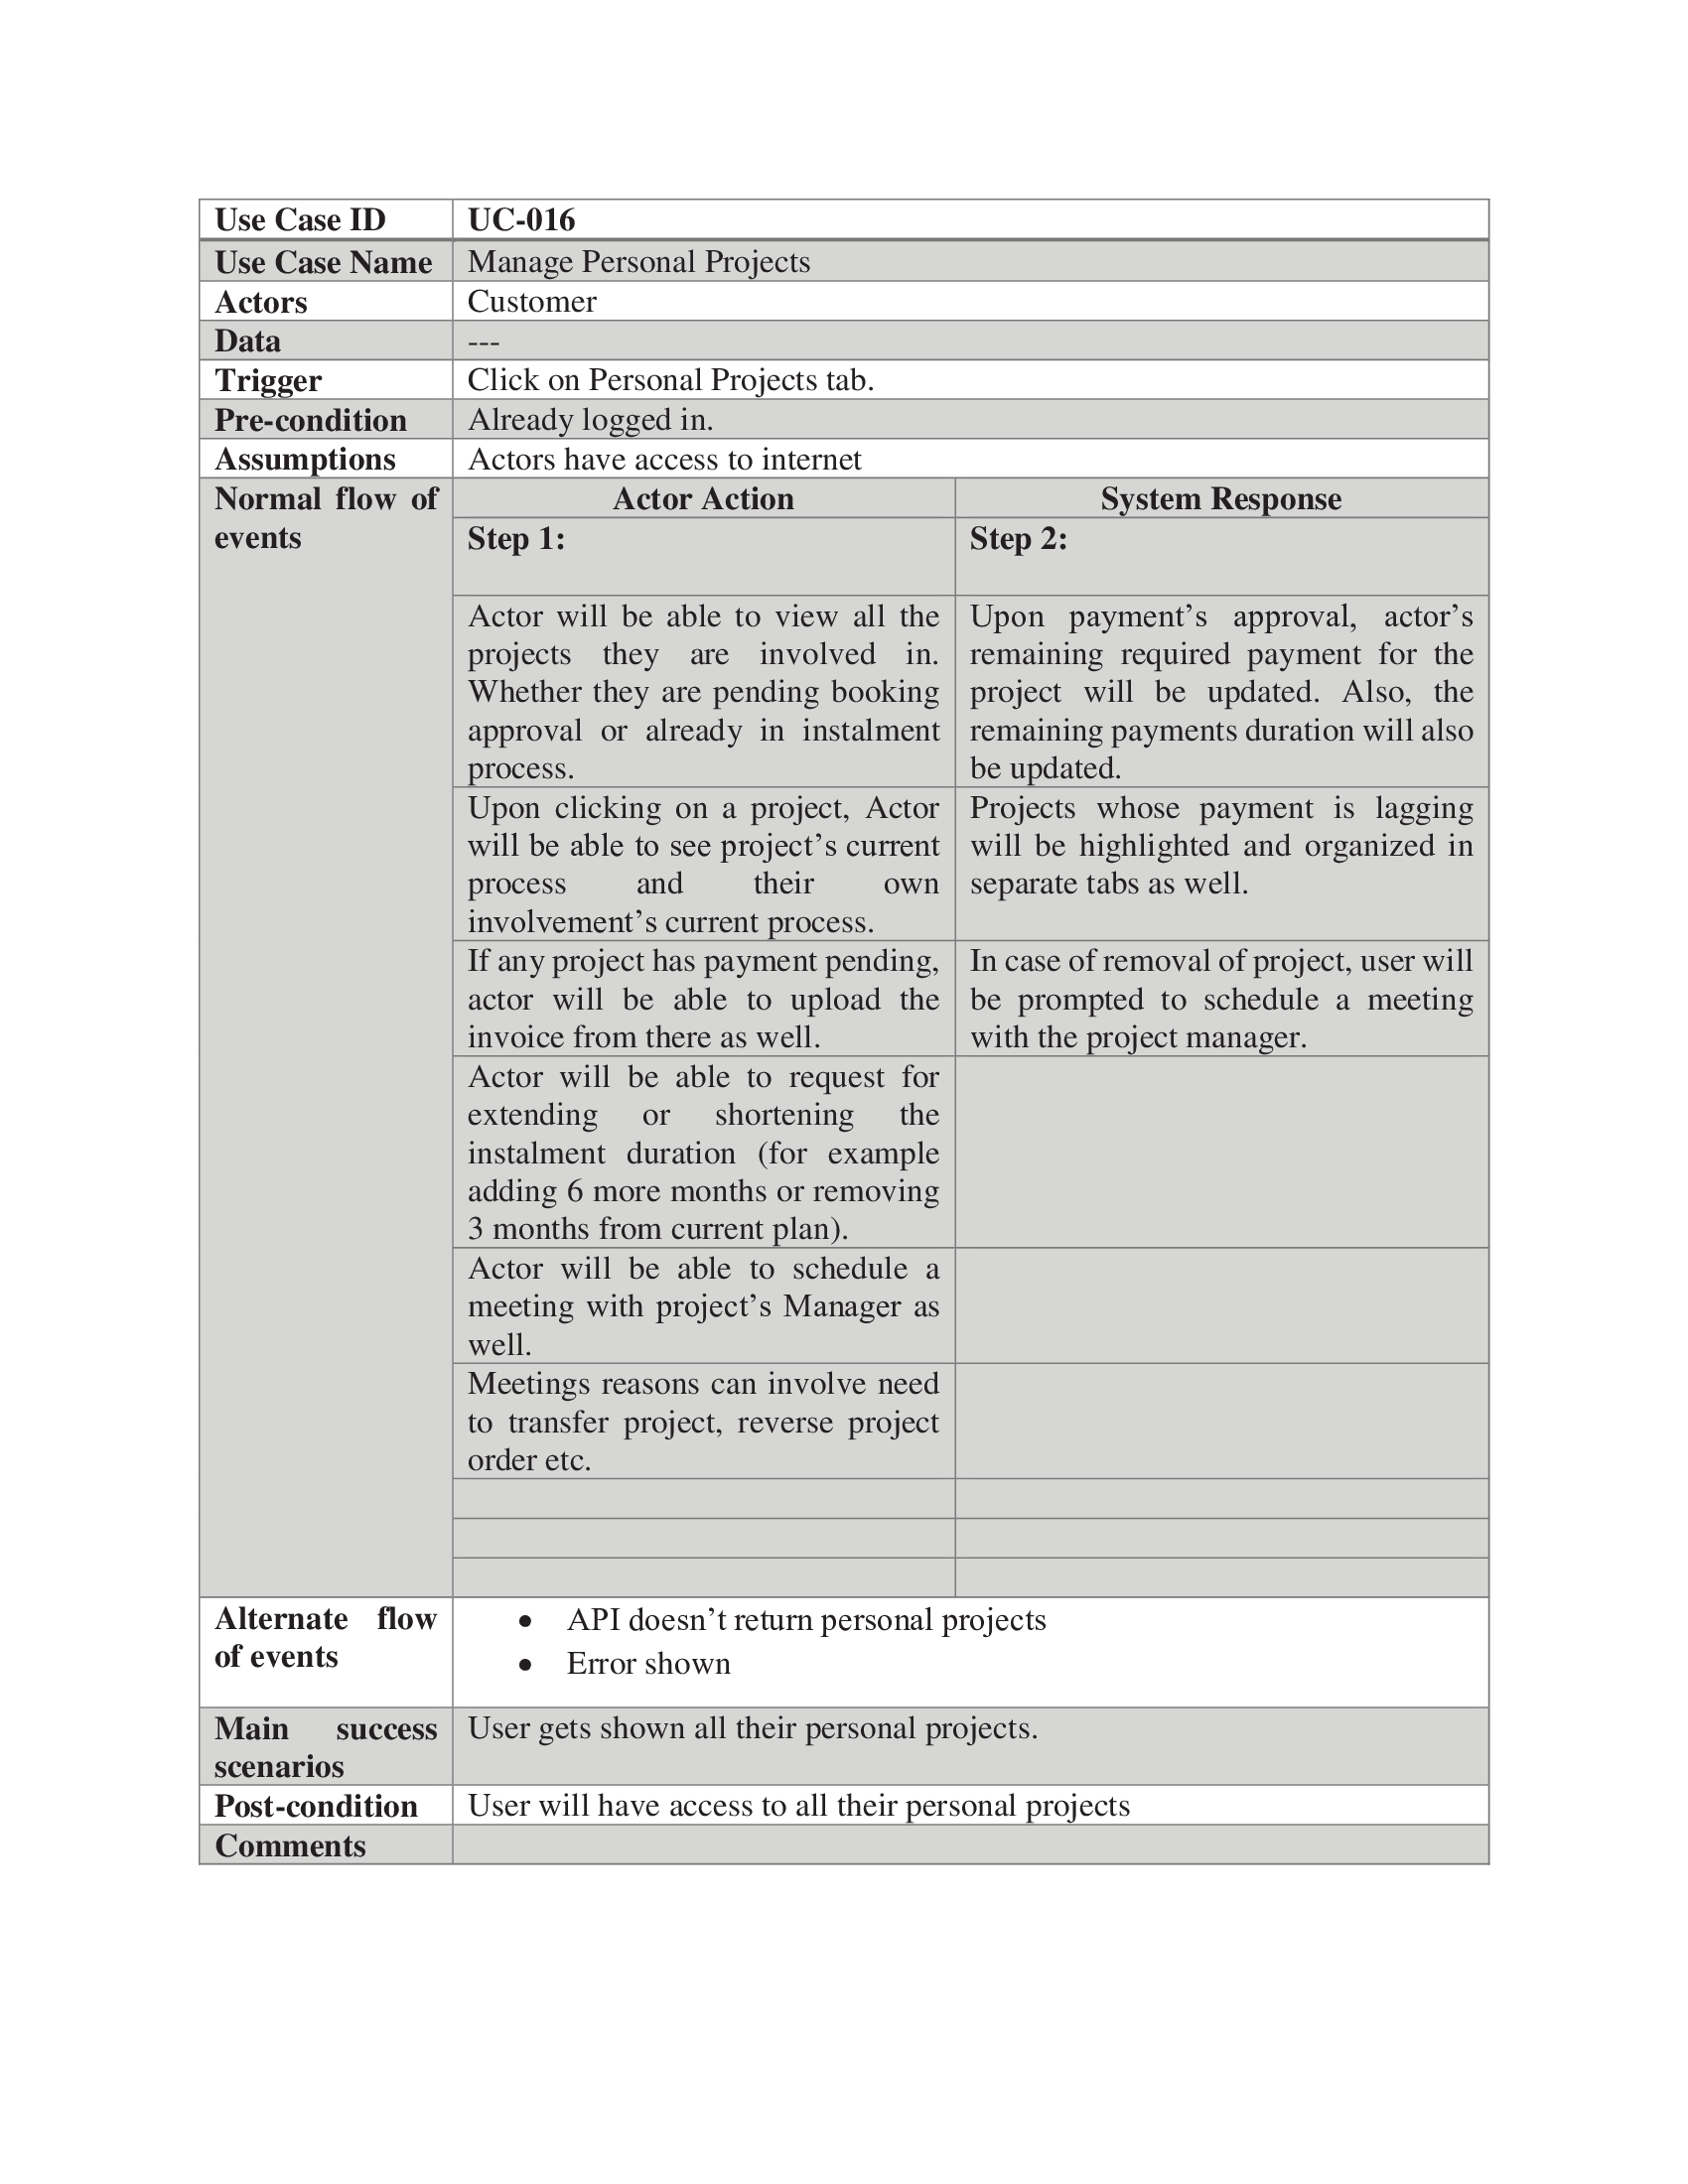 Use Case ID UC-016
Use Case Name Manage Personal Projects
Actors Customer
Data ---
Trigger Click on Personal Projects tab.
Pre-condition Already logged in.
Assumptions Actors have access to internet
Normal flow of
events
Actor Action System Response
Step 1: Step 2:
Actor will be able to view all the
projects they are involved in.
Whether they are pending booking
approval or already in instalment
process.
Upon payment’s approval, actor’s
remaining required payment for the
project will be updated. Also, the
remaining payments duration will also
be updated.
Upon clicking on a project, Actor
will be able to see project’s current
process and their own
involvement’s current process.
Projects whose payment is lagging
will be highlighted and organized in
separate tabs as well.
If any project has payment pending,
actor will be able to upload the
invoice from there as well.
In case of removal of project, user will
be prompted to schedule a meeting
with the project manager.
Actor will be able to request for
extending or shortening the
instalment duration (for example
adding 6 more months or removing
3 months from current plan).
Actor will be able to schedule a
meeting with project’s Manager as
well.
Meetings reasons can involve need
to transfer project, reverse project
order etc.
Alternate flow
of events
• API doesn’t return personal projects
• Error shown
Main success
scenarios
User gets shown all their personal projects.
Post-condition User will have access to all their personal projects
Comments